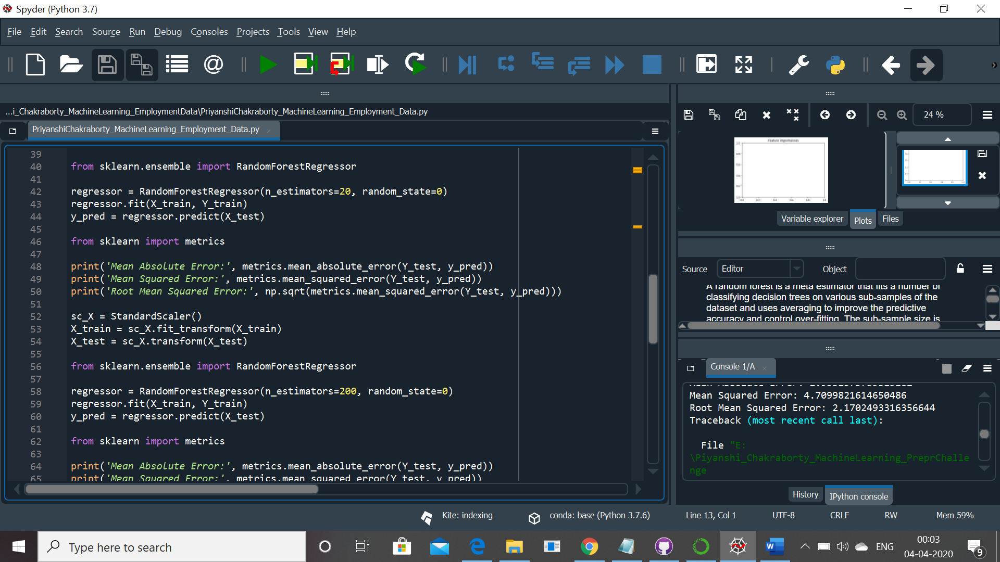 Spyder (Python 3.7)
File Edit Search Source Run Debug Consoles Projects Tools View Help
...i_Chakraborty_MachineLearning_EmploymentData\PriyanshiChakraborty_MachineLearning_Employment_Data.py
PriyanshiChakraborty_MachineLearning_Employment_Data.py
39
40 from sklearn.ensemble import RandomForestRegressor
41
42 regressor = RandomForestRegressor(n_estimators=20, random_state=0)
43 regressor.fit(X_train, Y_train)
44 y_pred = regressor.predict(X_test)
45
46 from sklearn import metrics
47
48 print('Mean Absolute Error:', metrics.mean_absolute_error(Y_test, y_pred))
49 print('Mean Squared Error:', metrics.mean_squared_error(Y_test, y_pred))
50 print('Root Mean Squared Error:', np.sqrt(metrics.mean_squared_error(Y_test, y_pred)))
51
52 sc_X = StandardScaler()
53 X_train = sc_X.fit_transform(X_train)
54 X_test = sc_X.transform(X_test)
55
56 from sklearn.ensemble import RandomForestRegressor
57
58 regressor = RandomForestRegressor(n_estimators=200, random_state=0)
59 regressor.fit(X_train, Y_train)
60 y_pred = regressor.predict(X_test)
61
62 from sklearn import metrics
63
64 print('Mean Absolute Error:', metrics.mean_absolute_error(Y_test, y_pred))
65 print('Mean Squared Error:', metrics.mean_squared_error(Y_test, y_pred))
24 %
Feature importances
Variable explorer Plots Files
Source Editor Object
A random forest is a meta estimator that fits a number of
classifying decision trees on various sub-samples of the
dataset and uses averaging to improve the predictive
accuracy and control over-fitting. The sub-sample size is
Console 1/A
Mean Absolute Error:
Mean Squared Error: 4.7099821614650486
Root Mean Squared Error: 2.1702493316356644
Traceback (most recent call last):
File "E:
\Piyanshi_Chakraborty_MachineLearning_PreprChalle
nge
History IPython console
Kite: indexing conda: base (Python 3.7.6) Line 13, Col 1 UTF-8 CRLF RW Mem 59%
Type here to search
ENG
00:03
04-04-2020
9